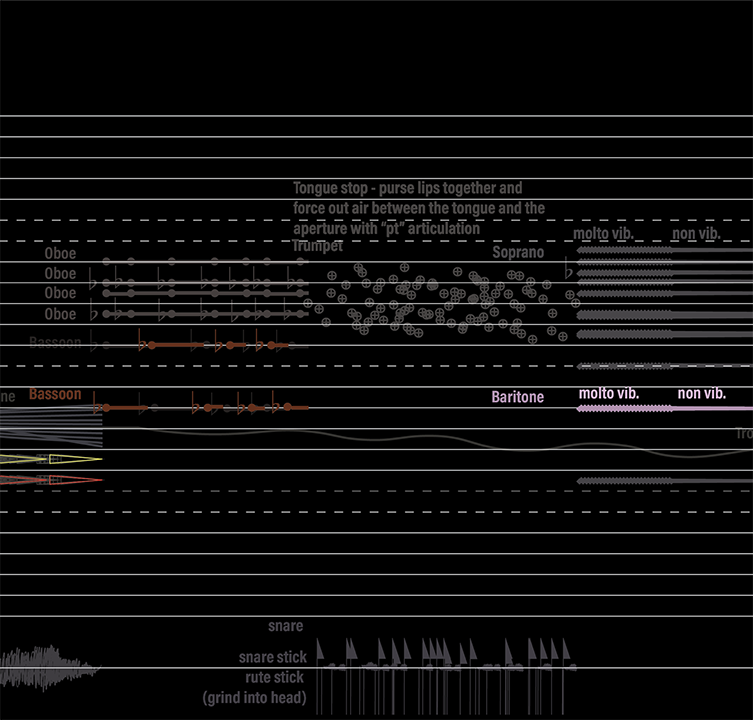 Tongue stop - purse lips together and
force out air between the tongue and the
aperture with “pt” articulation
Trumpet
molto vib. non vib.
Oboe
Soprano
Oboe
Oboe
Oboe
Bassoon
ne
Bassoon
Baritone
molto vib. non vib.
Tro
snare
snare stick
rute stick
(grind into head)